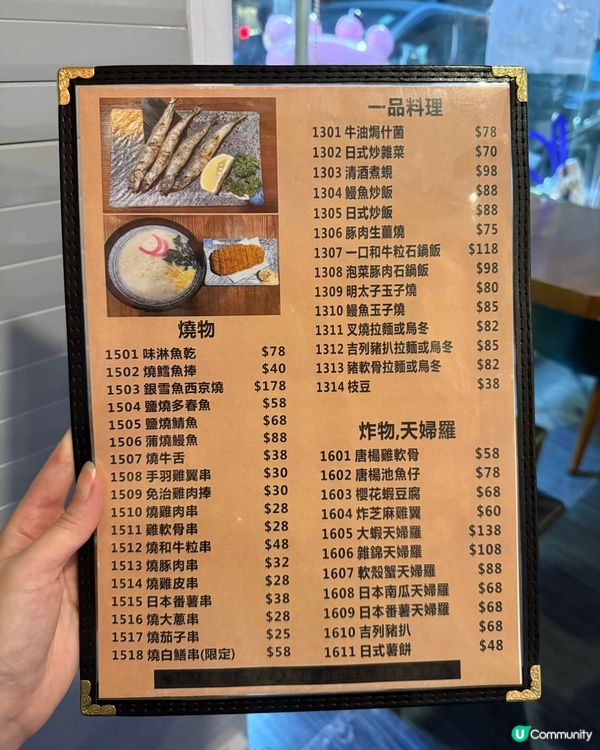 一品料理
1301 牛油焗什菌 $78
1302 日式炒雜菜 $70
1303 清酒煮蜆 $98
1304 鰻魚炒飯 $88
1305 日式炒飯 $88
1306 豚肉生薑燒 $75
1307 一口和牛粒石鍋飯 $118
1308 泡菜豚肉石鍋飯 $98
1309 明太子玉子燒 $80
1310 鰻魚玉子燒 $85
1311 叉燒拉麵或烏冬 $82
1312 吉列豬扒拉麵或烏冬 $85
1313 豬軟骨拉麵或烏冬 $82
1314 枝豆 $38
燒物
1501 味淋魚乾 $78
1502 燒鱈魚捧 $40
1503 銀雪魚西京燒 $178
1504 鹽燒多春魚 $58
1505 鹽燒鯖魚 $68
1506 蒲燒鰻魚 $88
1507 燒牛舌 $38
1508 手羽雞翼串 $30
1509 免治雞肉捧 $30
1510 燒雞肉串 $28
1511 雞軟骨串 $28
1512 燒和牛粒串 $48
1513 燒豚肉串 $32
1514 燒雞皮串 $28
1515 日本番薯串 $38
1516 燒大蔥串 $28
1517 燒茄子串 $25
1518 燒白鱔串(限定) $58
炸物,天婦羅
1601 唐楊雞軟骨 $58
1602 唐楊池魚仔 $78
1603 櫻花蝦豆腐 $68
1604 炸芝麻雞翼 $60
1605 大蝦天婦羅 $138
1606 雜錦天婦羅 $108
1607 軟殼蟹天婦羅 $88
1608 日本南瓜天婦羅 $68
1609 日本番薯天婦羅 $68
1610 吉列豬扒 $68
1611 日式薯餅 $48
U Community